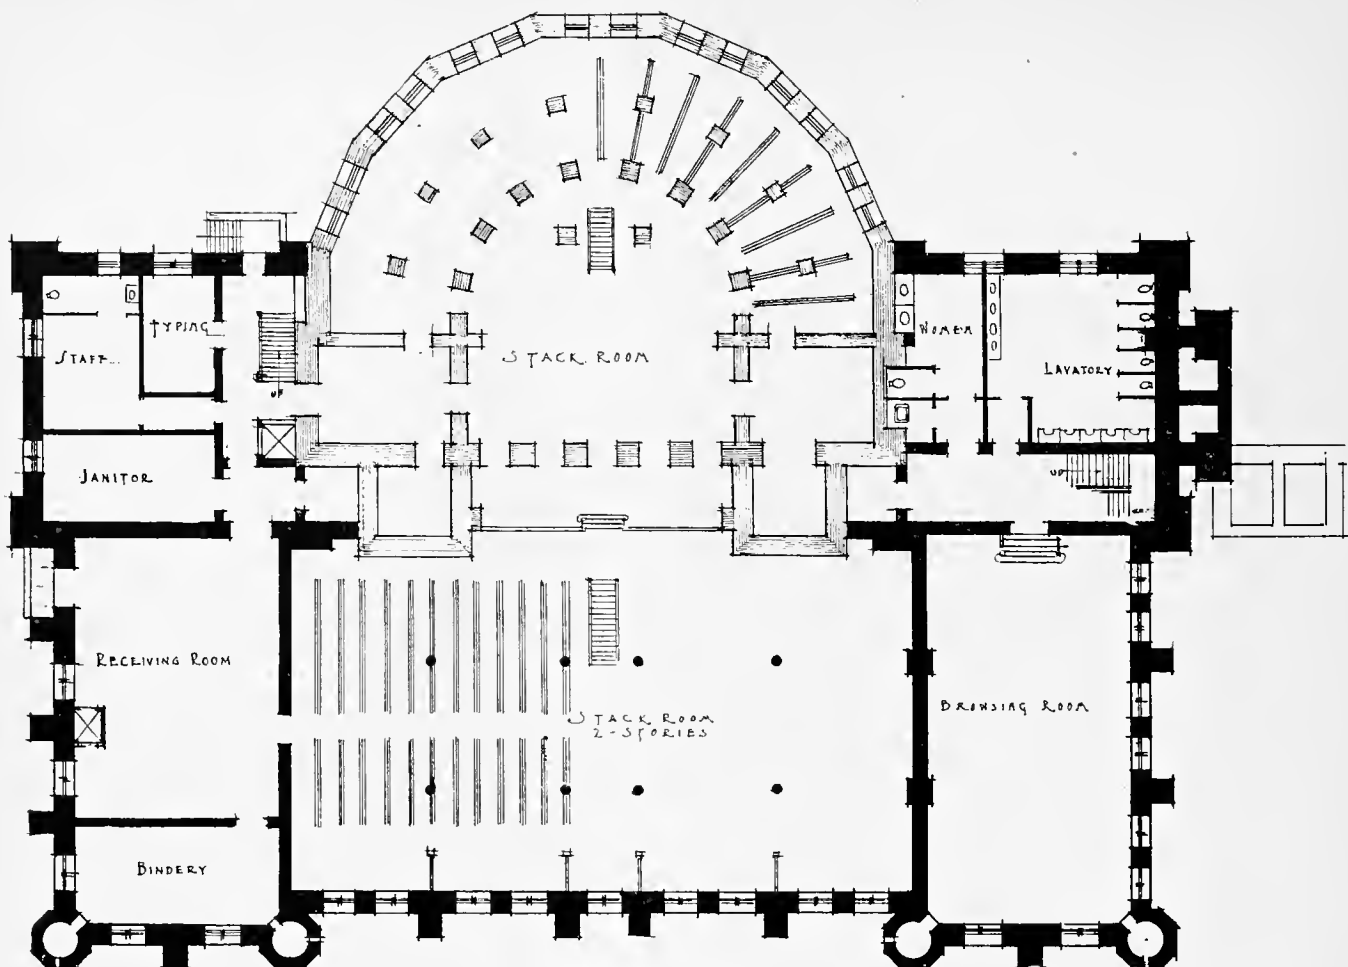 TYPING
STAFF
UP
STACK ROOM
WOMEN
LAVATORY
JANITOR
UP
RECEIVING ROOM
STACK ROOM
2-STORIES
BROWSING ROOM
BINDERY